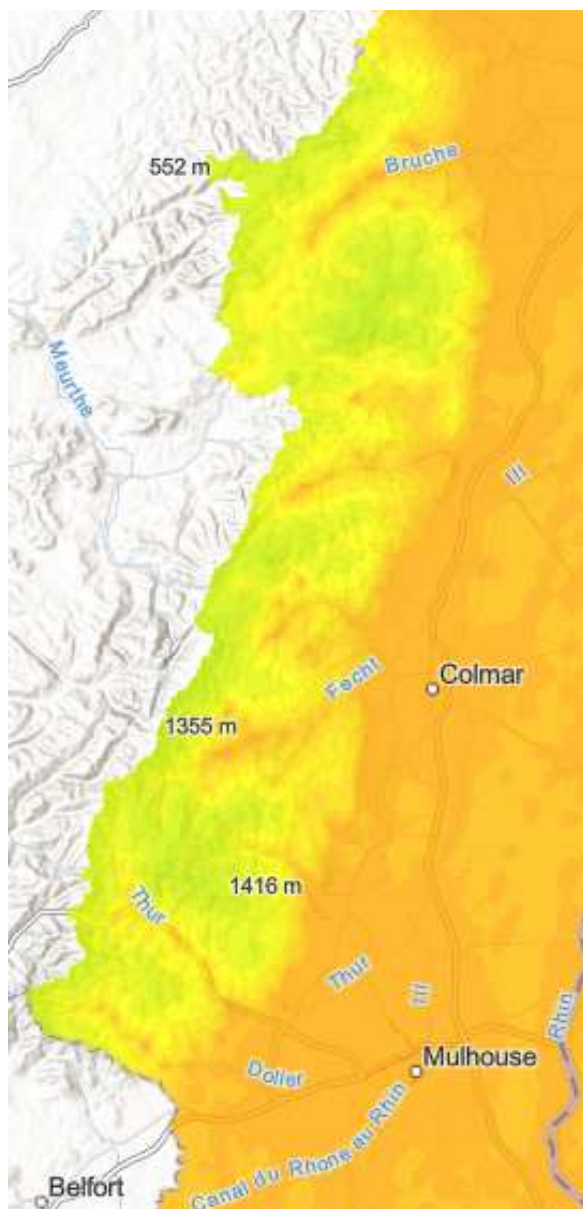 552 m
Bruche
Meurthe
Ill
Fecht
Colmar
1355 m
1416 m
Thur
Thur
Ill
Rhin
Mulhouse
Doller
Canal du Rhone au Rhin
Belfort